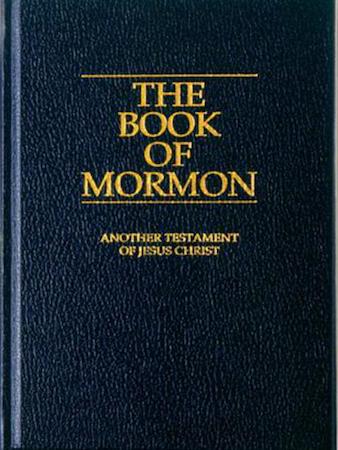 THE
BOOK
OF
MORMON
ANOTHER TESTAMENT
OF JESUS CHRIST